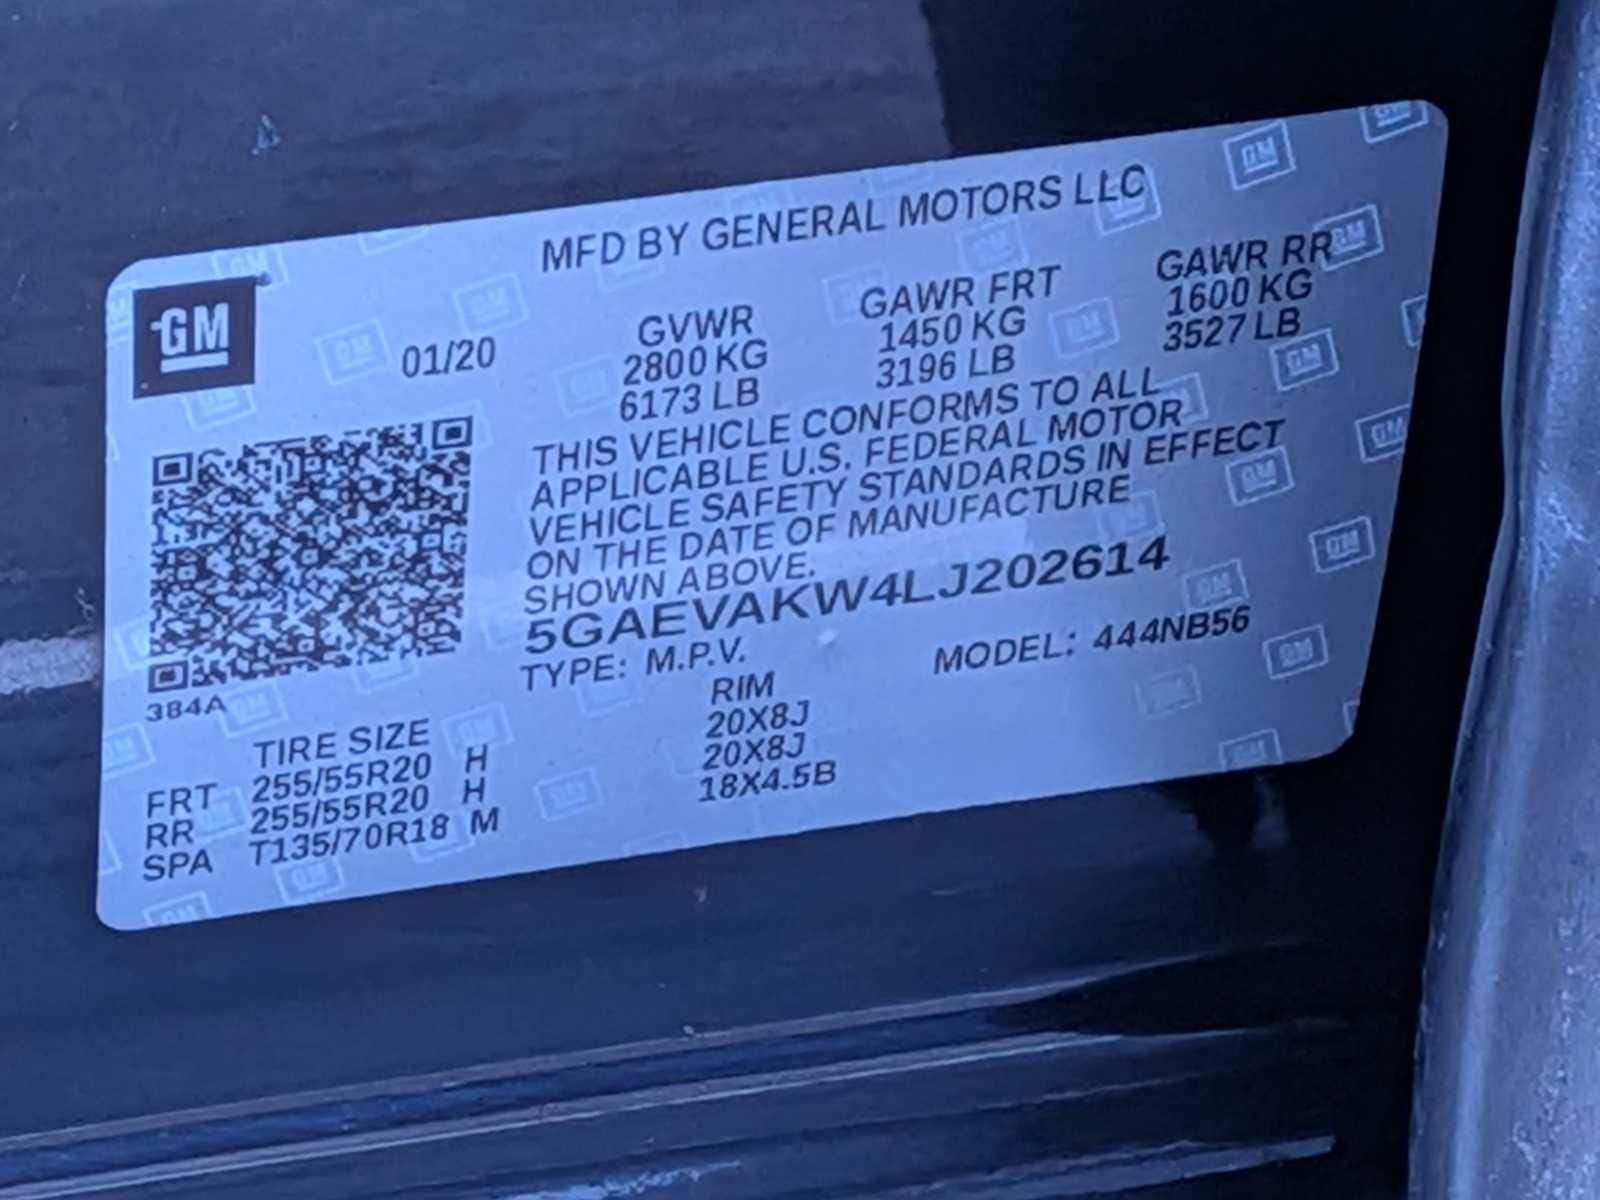 MFD BY GENERAL MOTORS LLC
GM
01/20
GVWR
2800 KG
6173 LB
GAWR FRT
1450 KG
3196 LB
GAWR RR
1600 KG
3527 LB
THIS VEHICLE CONFORMS TO ALL
APPLICABLE U.S. FEDERAL MOTOR
VEHICLE SAFETY STANDARDS IN EFFECT
ON THE DATE OF MANUFACTURE
SHOWN ABOVE.
5GAEVAKW4LJ202614
TYPE: M.P.V. MODEL: 444NB56
384A
TIRE SIZE RIM
FRT 255/55R20 H 20X8J
RR 255/55R20 H 20X8J
SPA T135/70R18 M 18X4.5B